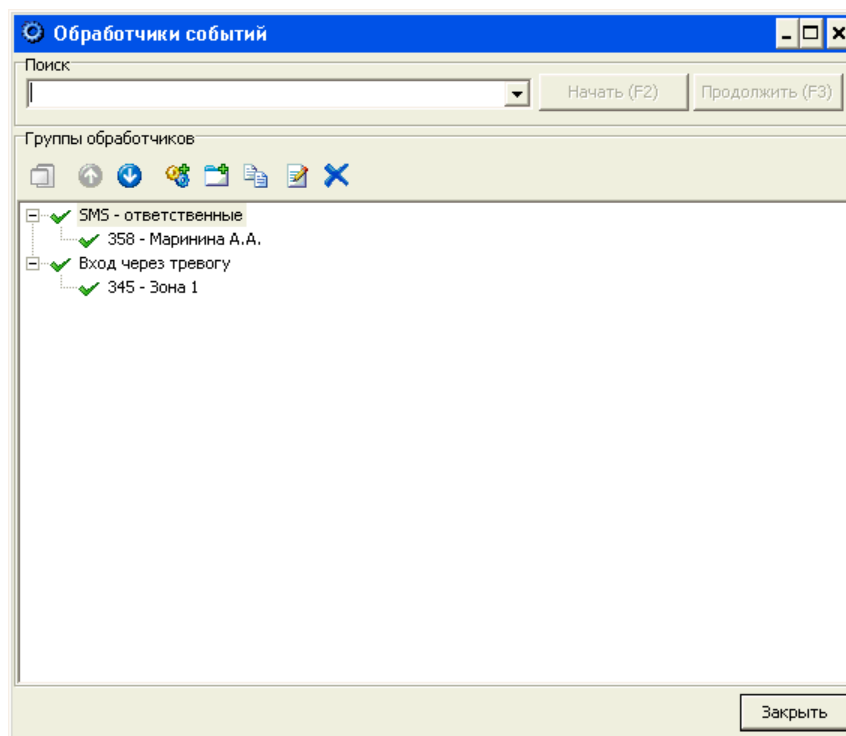 Обработчики событий
Поиск
Начать (F2) Продолжить (F3)
Группы обработчиков
SMS - ответственные
358 - Маринина А.А.
Вход через тревогу
345 - Зона 1
Закрыть